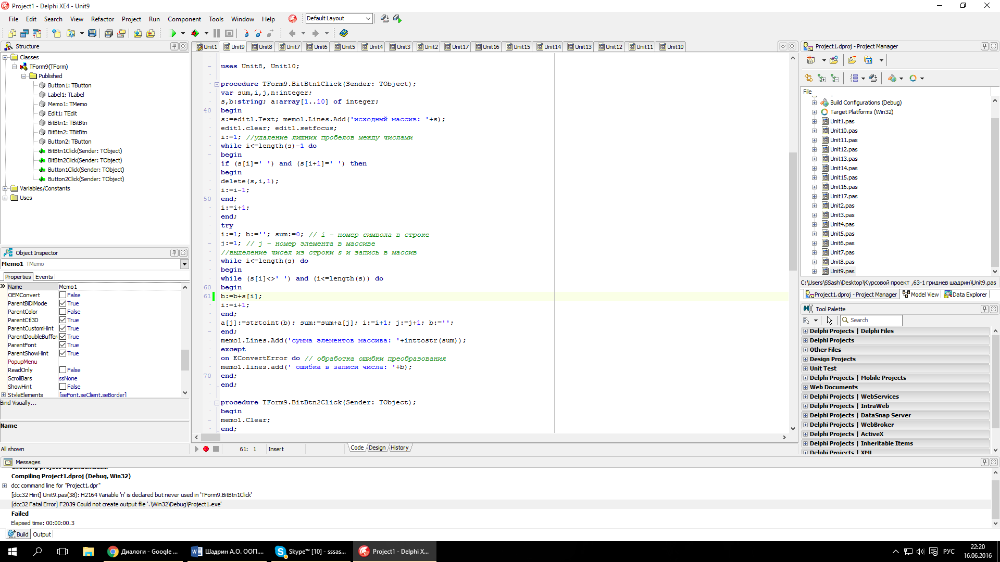 Project1 - Delphi XE4 - Unit9
File Edit Search View Refactor Project Run Component Tools Window Help Default Layout
Structure
Classes
TForm9(TForm)
Published
Button1: TButton
Label1: TLabel
Memo1: TMemo
Edit1: TEdit
BitBtn1: TBitBtn
BitBtn2: TBitBtn
Button2: TButton
BitBtn1Click(Sender: TObject)
BitBtn2Click(Sender: TObject)
Button1Click(Sender: TObject)
Button2Click(Sender: TObject)
Variables/Constants
Uses
Object Inspector
Memo1 TMemo
Properties Events
Name Memo1
OEMConvert False
ParentBiDiMode True
ParentColor False
ParentCtl3D True
ParentCustomHint True
ParentDoubleBuffer True
ParentFont True
ParentShowHint True
PopupMenu
ReadOnly False
ScrollBars ssNone
ShowHint False
StyleElements [seFont,seClient,seBorder]
Bind Visually...
Name
All shown
Unit1 Unit9 Unit8 Unit7 Unit6 Unit5 Unit4 Unit3 Unit2 Unit17 Unit16 Unit15 Unit14 Unit13 Unit12 Unit11 Unit10
uses Unit8, Unit10;
procedure TForm9.BitBtn1Click(Sender: TObject);
var sum,i,j,n:integer;
s,b:string; a:array[1..10] of integer;
40 begin
s:=edit1.Text; memo1.Lines.Add('исходный массив: '+s);
edit1.clear; edit1.setfocus;
i:=1; //удаление лишних пробелов между числами
while i<=length(s)-1 do
begin
if (s[i]=' ') and (s[i+1]=' ') then
begin
delete(s,i,1);
i:=i-1;
50 end;
i:=i+1;
end;
try
i:=1; b:=''; sum:=0; // i - номер символа в строке
j:=1; // j - номер элемента в массиве
//выделение чисел из строки s и запись в массив
while i<=length(s) do
begin
while (s[i]<>' ') and (i<=length(s)) do
60 begin
61 b:=b+s[i];
i:=i+1;
end;
a[j]:=strtoint(b); sum:=sum+a[j]; i:=i+1; j:=j+1; b:='';
end;
memo1.Lines.Add('сумма элементов массива: '+inttostr(sum));
except
on EConvertError do // обработка ошибки преобразования
memo1.lines.add(' ошибка в записи числа: '+b);
70 end;
end;
procedure TForm9.BitBtn2Click(Sender: TObject);
begin
memo1.Clear;
end;
61: 1 Insert
Code Design History
Project1.dproj - Project Manager
File
Build Configurations (Debug)
Target Platforms (Win32)
Unit1.pas
Unit10.pas
Unit11.pas
Unit12.pas
Unit13.pas
Unit14.pas
Unit15.pas
Unit16.pas
Unit17.pas
Unit2.pas
Unit3.pas
Unit4.pas
Unit5.pas
Unit6.pas
Unit7.pas
Unit8.pas
Unit9.pas
C:\Users\SSash\Desktop\Курсовой проект ,63-1 гриднев шадрин\Unit9.pas
Project1.dproj - Project Manager Model View Data Explorer
Tool Palette
Search
Delphi Projects | Delphi Files
Delphi Projects
Other Files
Design Projects
Unit Test
Delphi Projects | Mobile Projects
Web Documents
Delphi Projects | WebServices
Delphi Projects | IntraWeb
Delphi Projects | DataSnap Server
Delphi Projects | WebBroker
Delphi Projects | ActiveX
Delphi Projects | Inheritable Items
Delphi Projects | XML
Messages
Checking project dependencies...
Compiling Project1.dproj (Debug, Win32)
dcc command line for "Project1.dpr"
[dcc32 Hint] Unit9.pas(38): H2164 Variable 'n' is declared but never used in 'TForm9.BitBtn1Click'
[dcc32 Fatal Error] F2039 Could not create output file '.\Win32\Debug\Project1.exe'
Failed
Elapsed time: 00:00:00.3
Build Output
Диалоги - Google ... Шадрин А.О. ООП.... Skype™ [10] - sssas... Project1 - Delphi X... РУС 22:20
16.06.2016